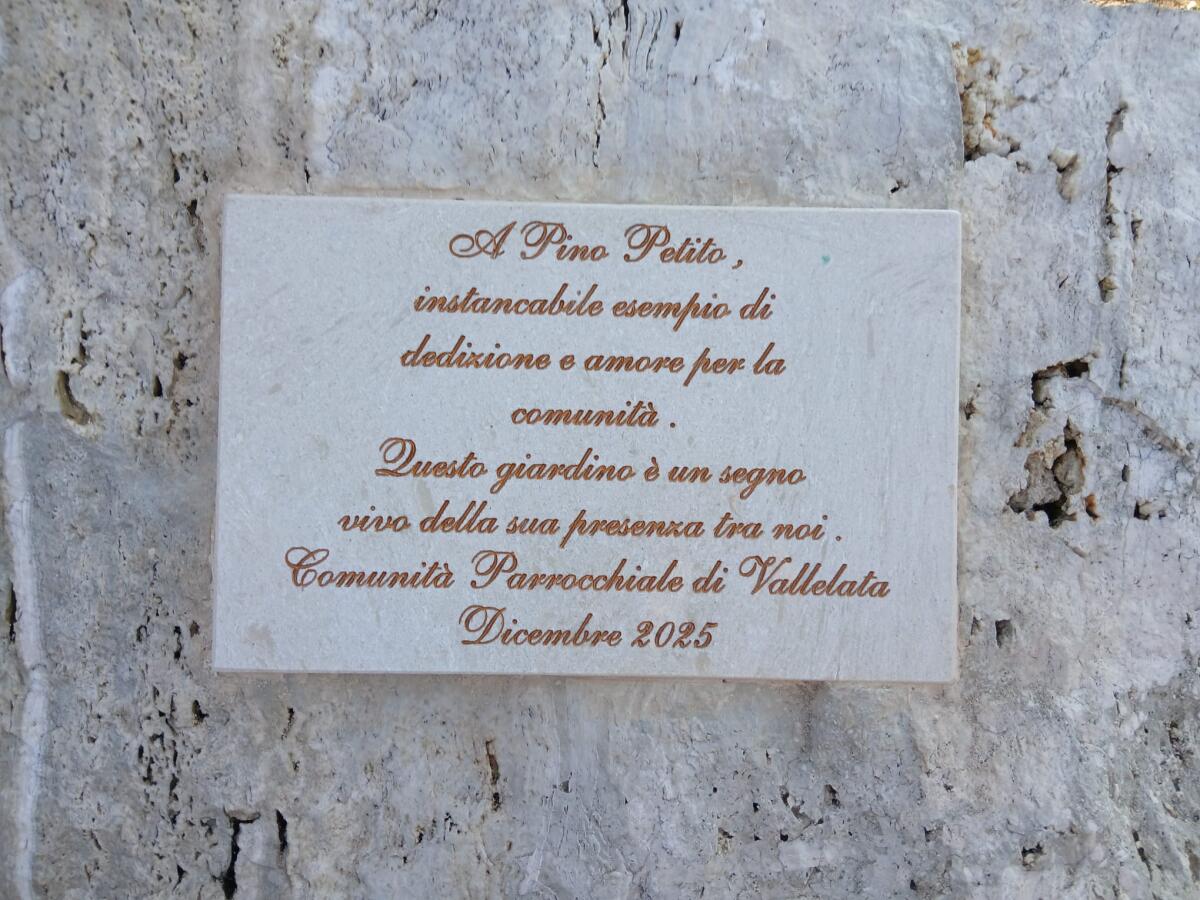 A Pino Petito ,
instancabile esempio di
dedizione e amore per la
comunità .
Questo giardino è un segno
vivo della sua presenza tra noi .
Comunità Parrocchiale di Vallelata
Dicembre 2025